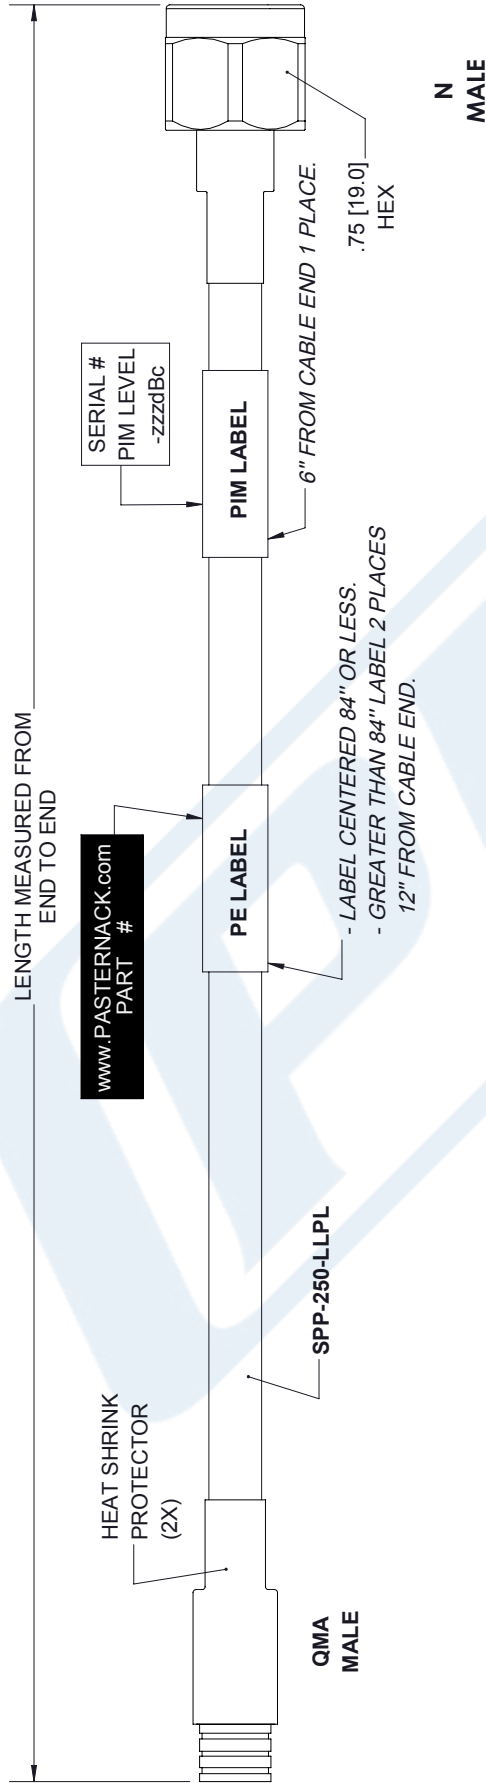 LENGTH MEASURED FROM
END TO END
HEAT SHRINK
PROTECTOR
(2X)
www.PASTERNACK.com
PART #
SERIAL #
PIM LEVEL
-zzzdBc
PE LABEL
PIM LABEL
SPP-250-LLPL
- LABEL CENTERED 84" OR LESS.
- GREATER THAN 84" LABEL 2 PLACES
12" FROM CABLE END.
6" FROM CABLE END 1 PLACE.
.75 [19.0]
HEX
QMA
MALE
N
MALE